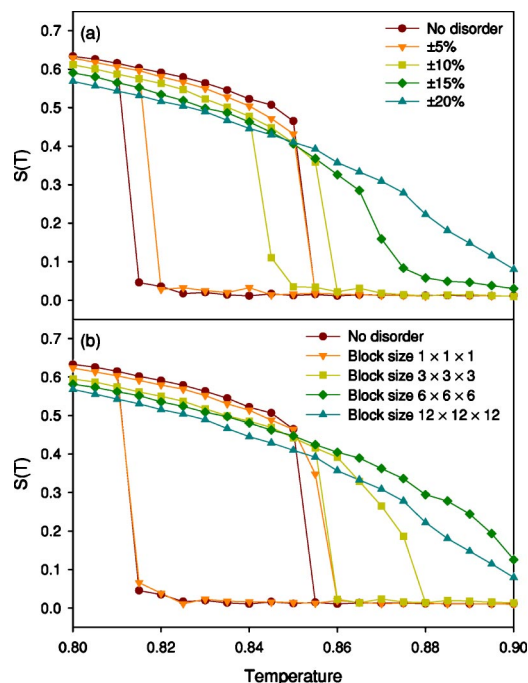 (a)
No disorder
±5%
±10%
±15%
±20%
0.7
0.6
0.5
0.4
0.3
0.2
0.1
0.0
S(T)
(b)
No disorder
Block size 1 × 1 × 1
Block size 3 × 3 × 3
Block size 6 × 6 × 6
Block size 12 × 12 × 12
0.7
0.6
0.5
0.4
0.3
0.2
0.1
0.0
S(T)
0.80 0.82 0.84 0.86 0.88 0.90
Temperature